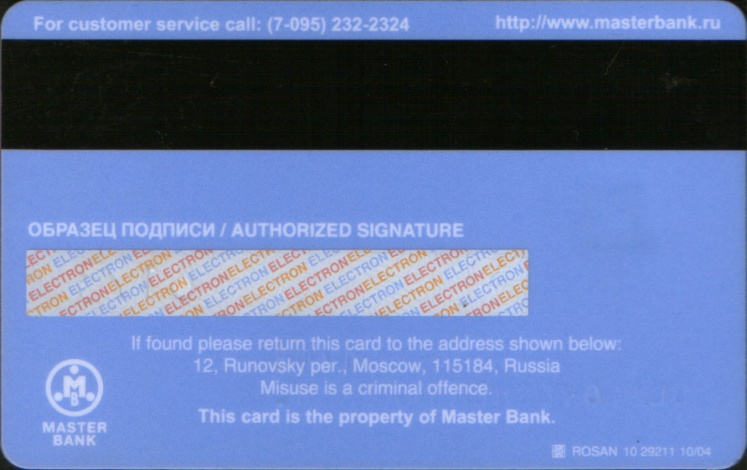 For customer service call: (7-095) 232-2324 http://www.masterbank.ru
ОБРАЗЕЦ ПОДПИСИ / AUTHORIZED SIGNATURE
ELECTRON ELECTRON ELECTRON ELECTRON
If found please return this card to the address shown below:
12, Runovsky per., Moscow, 115184, Russia
Misuse is a criminal offence.
This card is the property of Master Bank.
MB
MASTER
BANK
ROSAN 10 29211 10/04